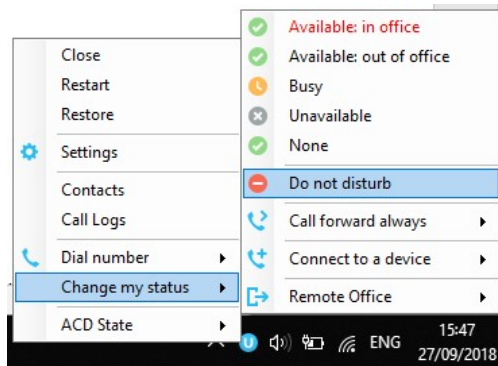 Close
Restart
Restore
Settings
Contacts
Call Logs
Dial number
Change my status
ACD State
Available: in office
Available: out of office
Busy
Unavailable
None
Do not disturb
Call forward always
Connect to a device
Remote Office
U
ENG
15:47
27/09/2018